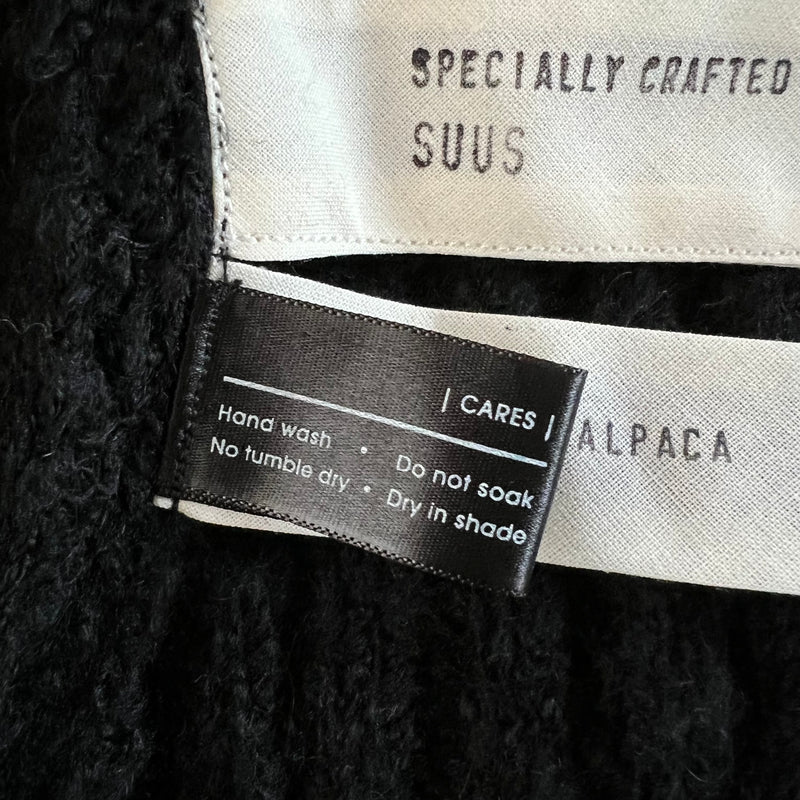 SPECIALLY CRAFTED
SUUS
| CARES |
Hand wash • Do not soak
No tumble dry • Dry in shade
ALPACA